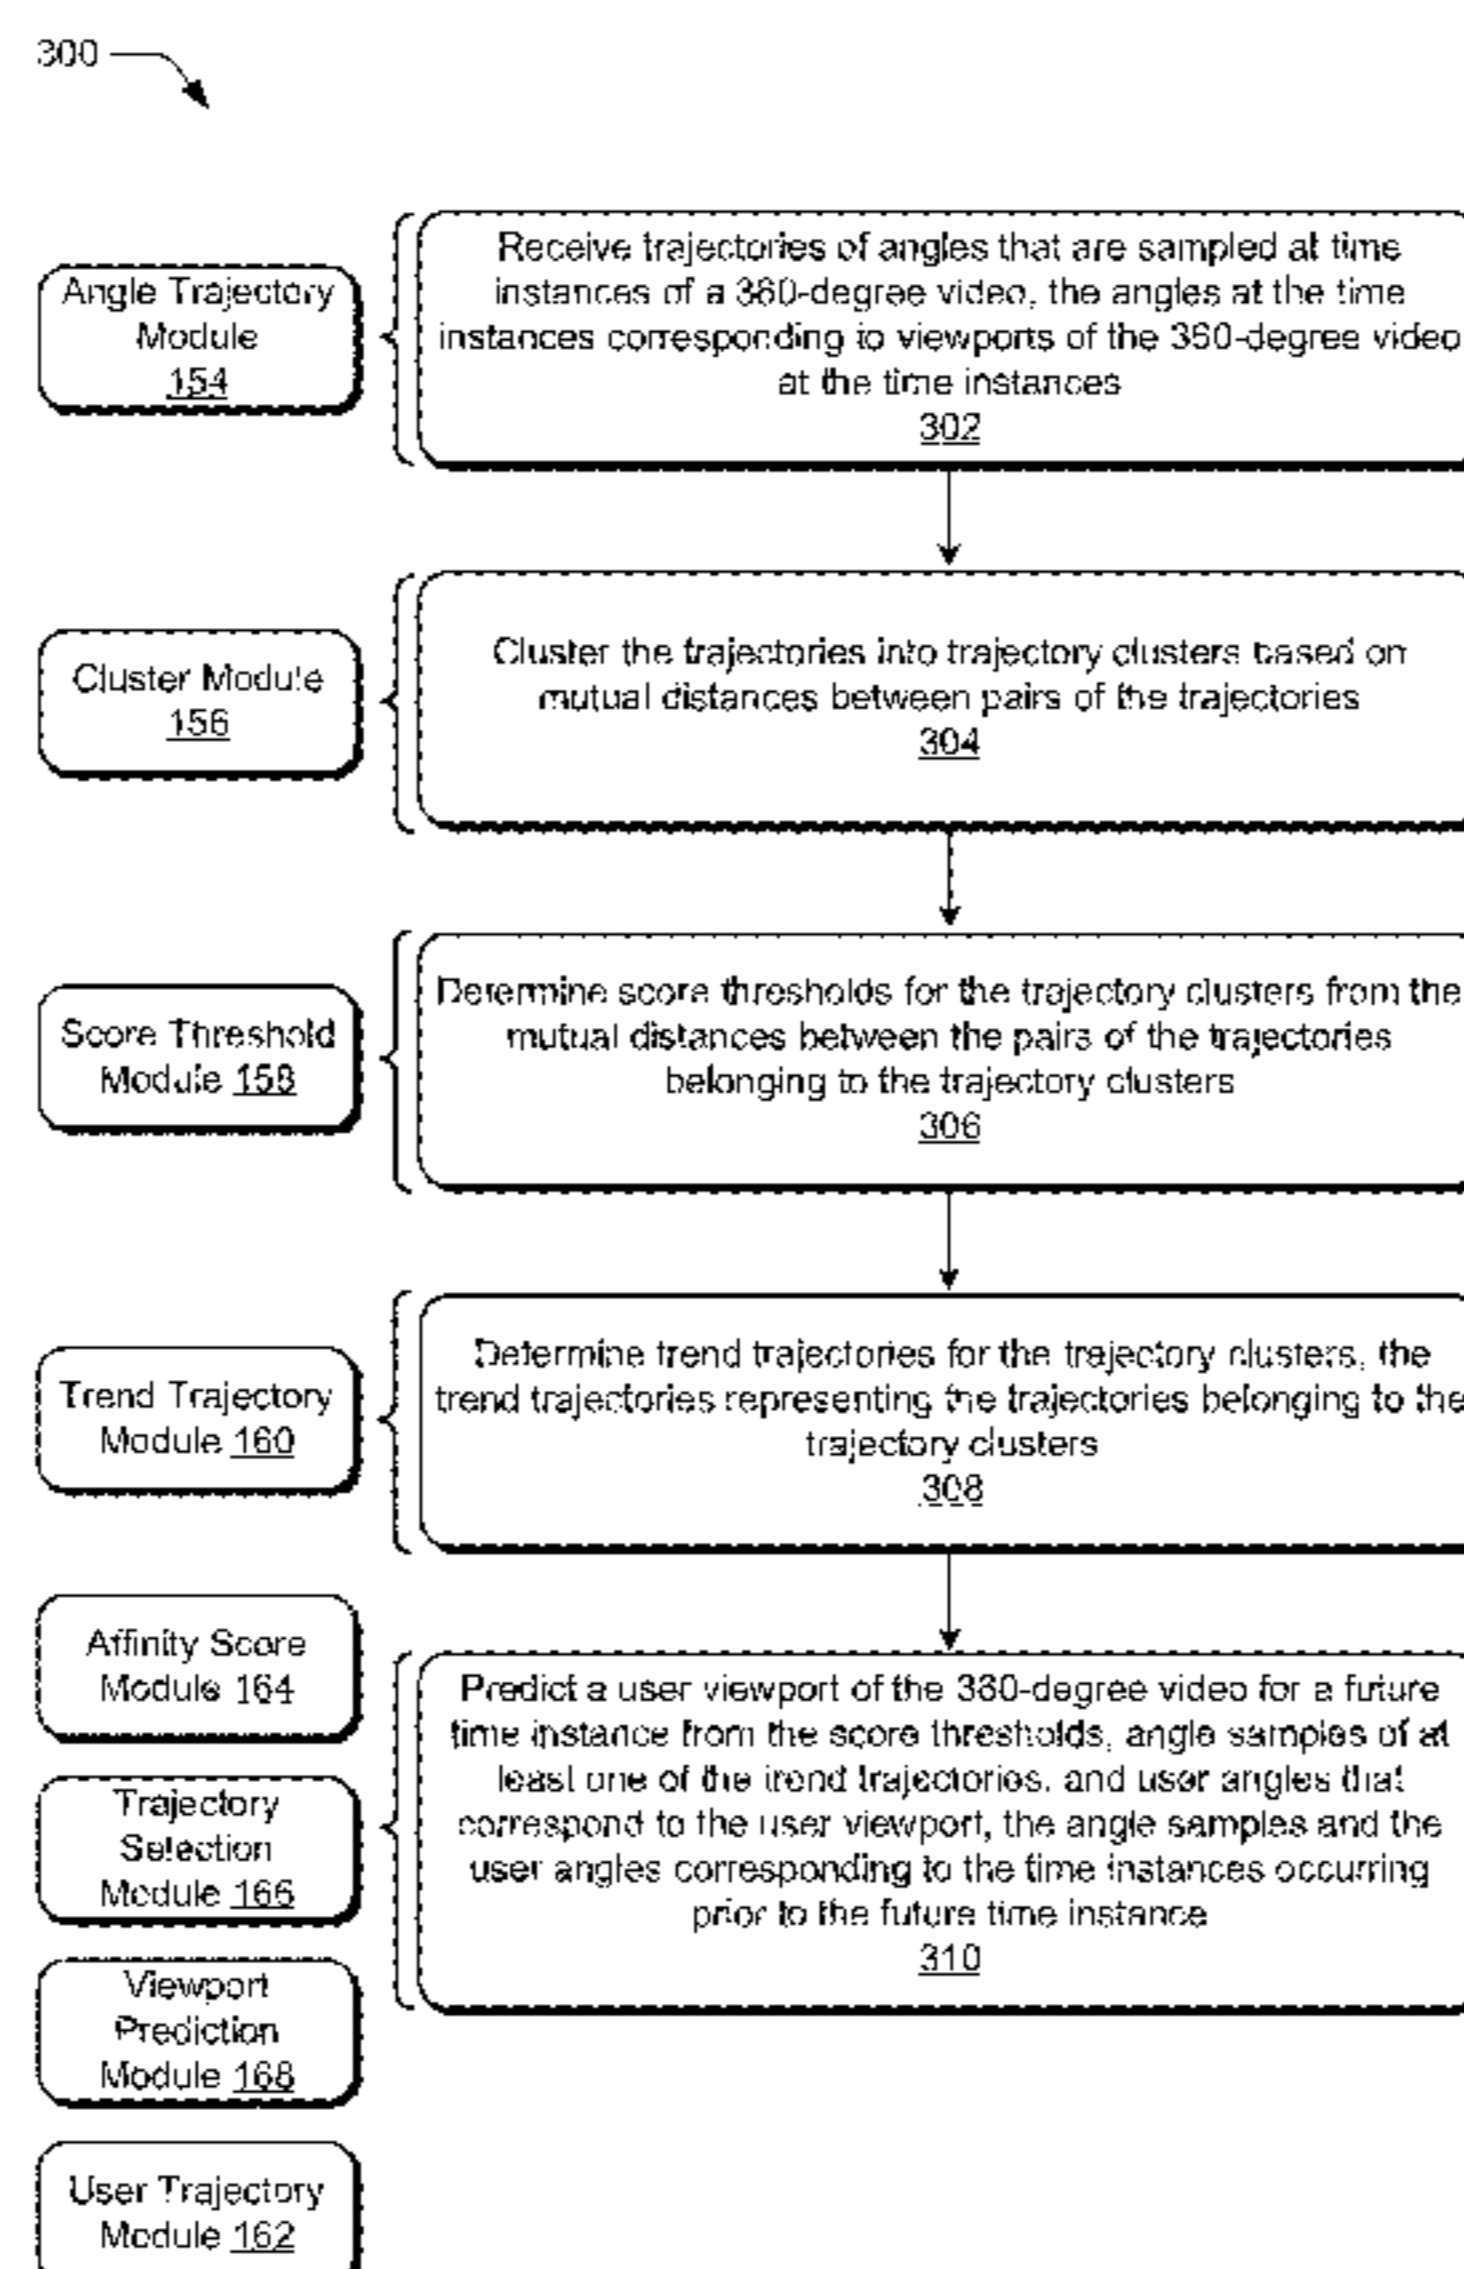 300
Angle Trajectory
Module
154
Receive trajectories of angles that are sampled at time
instances of a 360-degree video, the angles at the time
instances corresponding to viewports of the 360-degree video
at the time instances
302
Cluster Module
156
Cluster the trajectories into trajectory clusters based on
mutual distances between pairs of the trajectories
304
Score Threshold
Module 158
Determine score thresholds for the trajectory clusters from the
mutual distances between the pairs of the trajectories
belonging to the trajectory clusters
306
Trend Trajectory
Module 160
Determine trend trajectories for the trajectory clusters, the
trend trajectories representing the trajectories belonging to the
trajectory clusters
308
Affinity Score
Module 164
Trajectory
Selection
Module 166
Viewport
Prediction
Module 168
User Trajectory
Module 162
Predict a user viewport of the 360-degree video for a future
time instance from the score thresholds, angle samples of at
least one of the trend trajectories, and user angles that
correspond to the user viewport, the angle samples and the
user angles corresponding to the time instances occurring
prior to the future time instance
310